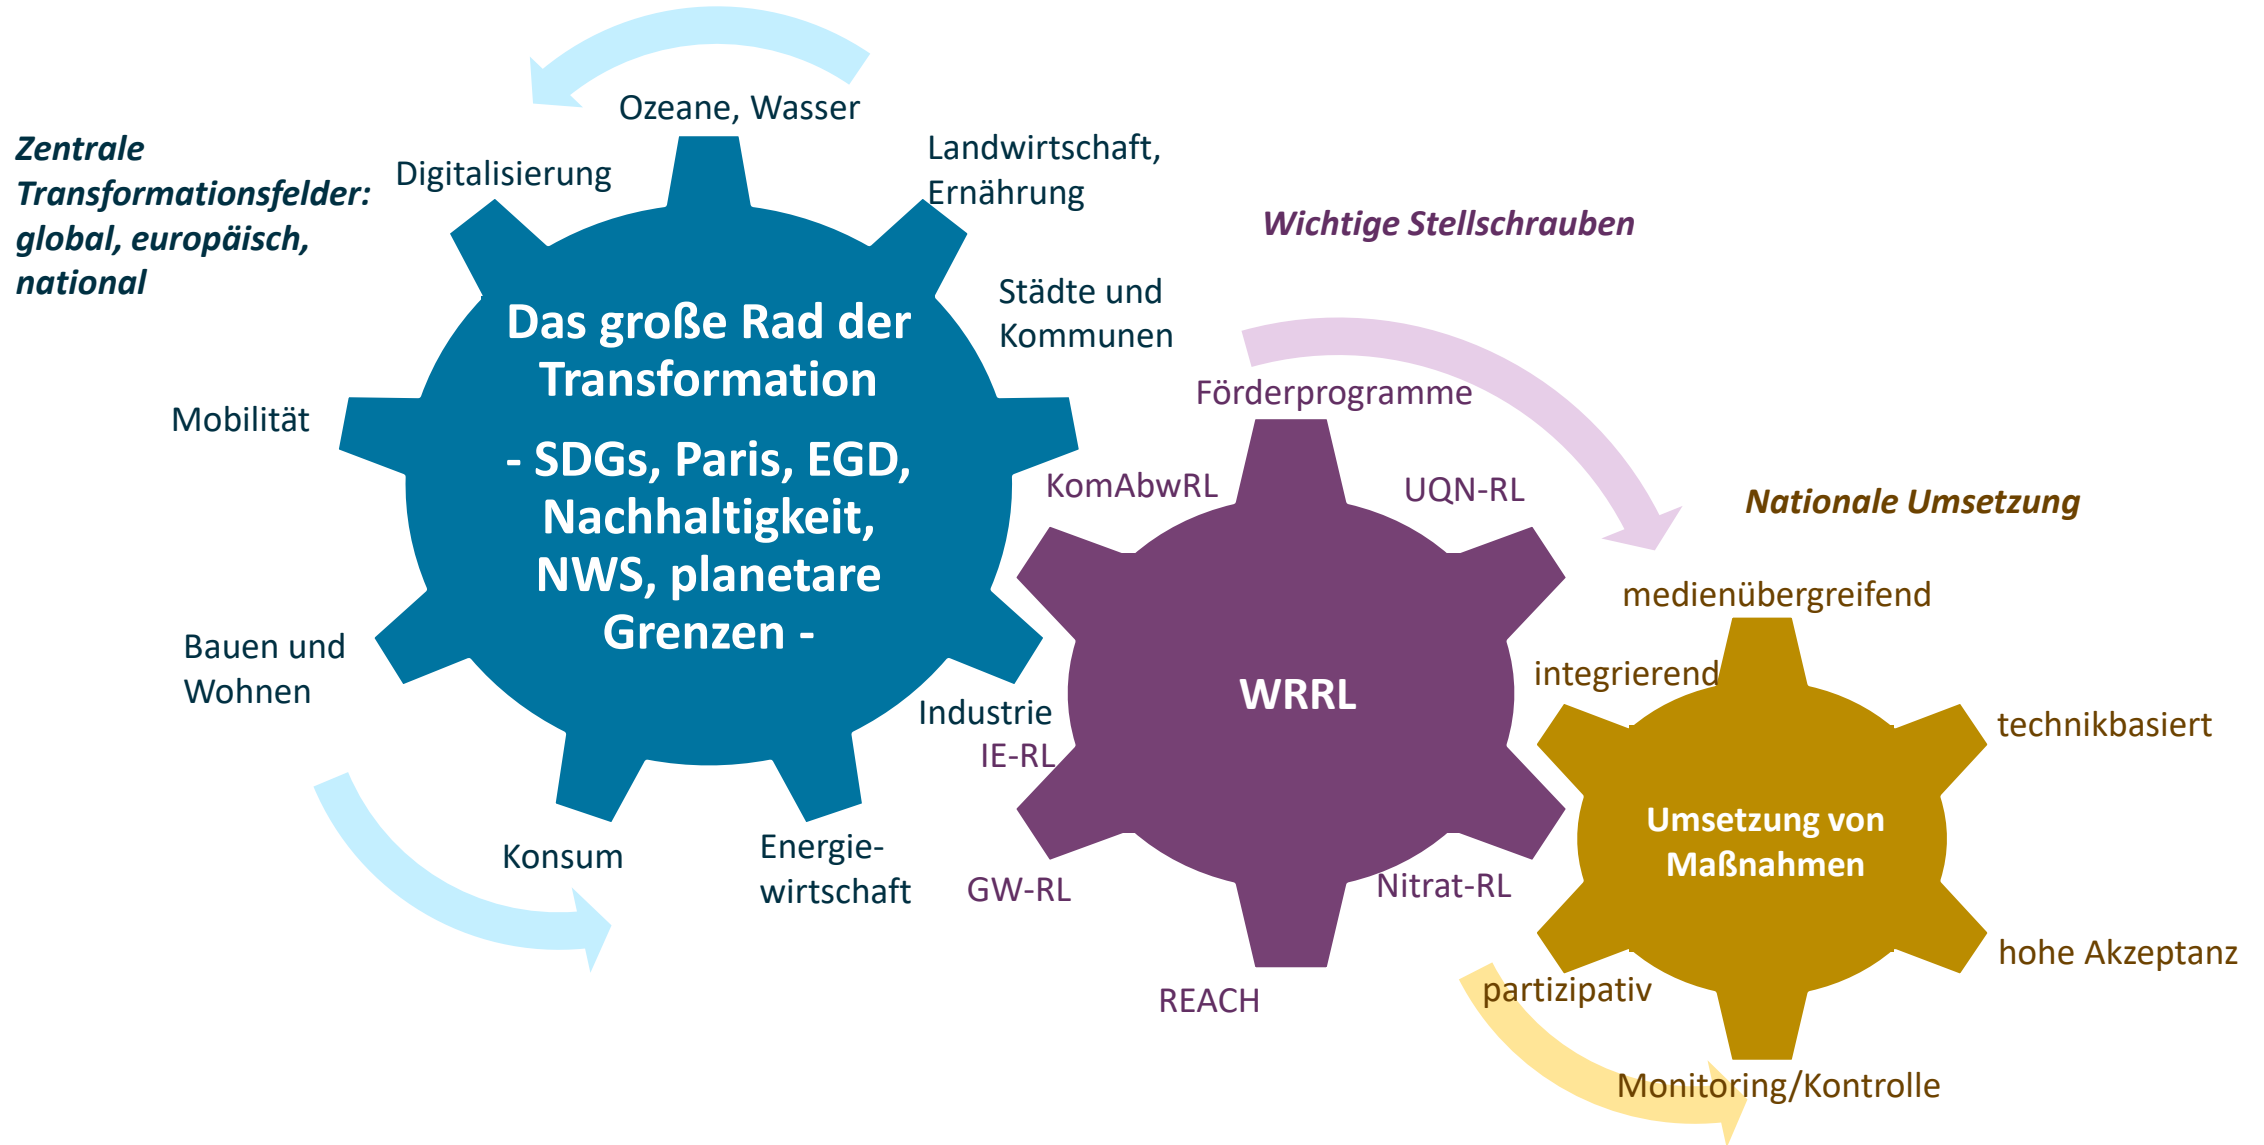 Zentrale
Transformationsfelder:
global, europäisch,
national
Ozeane, Wasser
Digitalisierung
Landwirtschaft,
Ernährung
Städte und
Kommunen
Mobilität
Bauen und
Wohnen
Konsum
Energie-
wirtschaft
Industrie
Das große Rad der
Transformation
- SDGs, Paris, EGD,
Nachhaltigkeit,
NWS, planetare
Grenzen -
Wichtige Stellschrauben
Förderprogramme
KomAbwRL
UQN-RL
IE-RL
WRRL
GW-RL
Nitrat-RL
REACH
Nationale Umsetzung
medienübergreifend
integrierend
technikbasiert
Umsetzung von
Maßnahmen
hohe Akzeptanz
partizipativ
Monitoring/Kontrolle